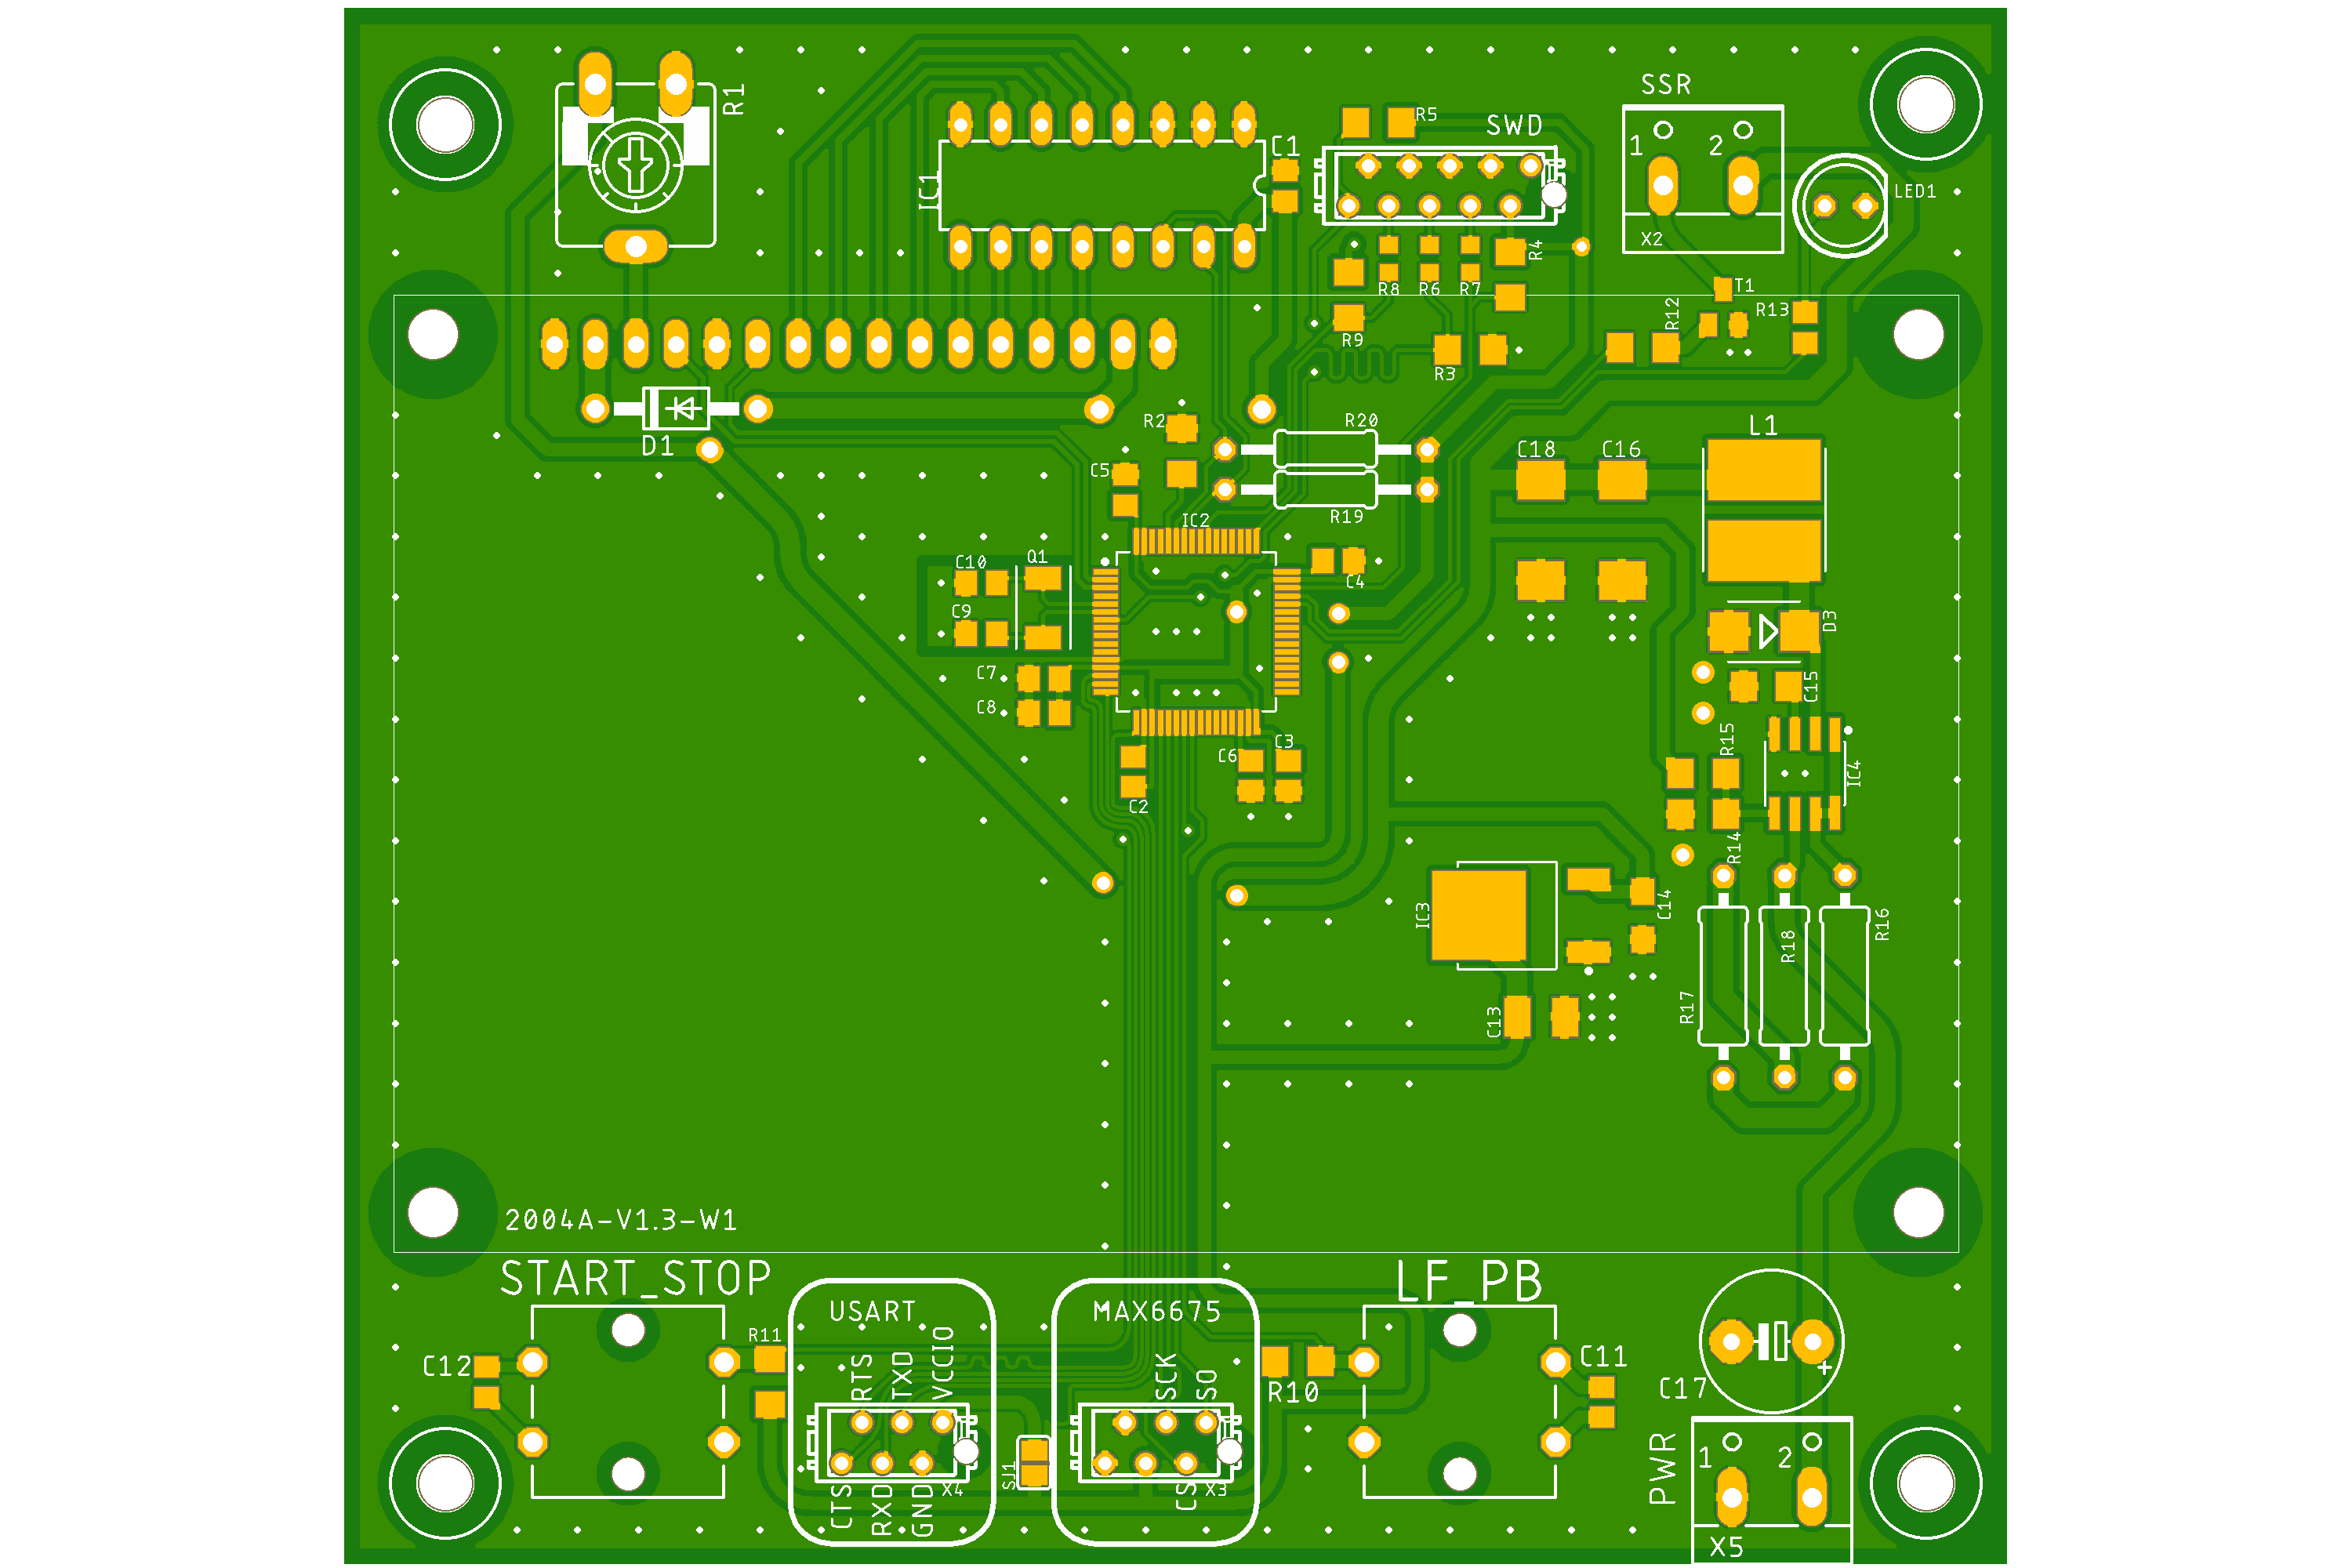 SSR
R1
R5
SWD
C1
1
2
IC1
LED1
X2
R4
R8
R6
R7
T1
R12
R13
R9
R3
R2
R20
D1
L1
C5
C18
C16
R19
IC2
C10
Q1
C4
C9
D3
C7
C15
C8
R15
C3
C6
IC4
C2
R14
IC3
C14
R16
R18
R17
C13
2004A-V1.3-W1
START_STOP
LF_PB
USART
MAX6675
R11
RTS
TXD
VCCIO
SCK
SO
C12
C11
R10
C17
+
PWR
1
2
SJ1
X4
X3
CTS
RXD
GND
CS
X5